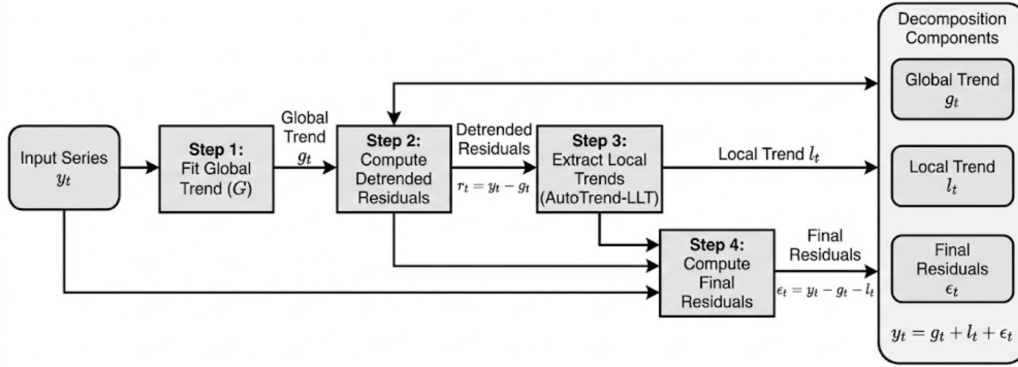 Input Series
y_t
Step 1:
Fit Global
Trend (G)
Global
Trend
g_t
Step 2:
Compute
Detrended
Residuals
Detrended
Residuals
r_t = y_t − g_t
Step 3:
Extract Local
Trends
(AutoTrend-LLT)
Local Trend l_t
Step 4:
Compute
Final
Residuals
Final
Residuals
ϵ_t = y_t − g_t − l_t
Decomposition
Components
Global Trend
g_t
Local Trend
l_t
Final
Residuals
ϵ_t
y_t = g_t + l_t + ϵ_t